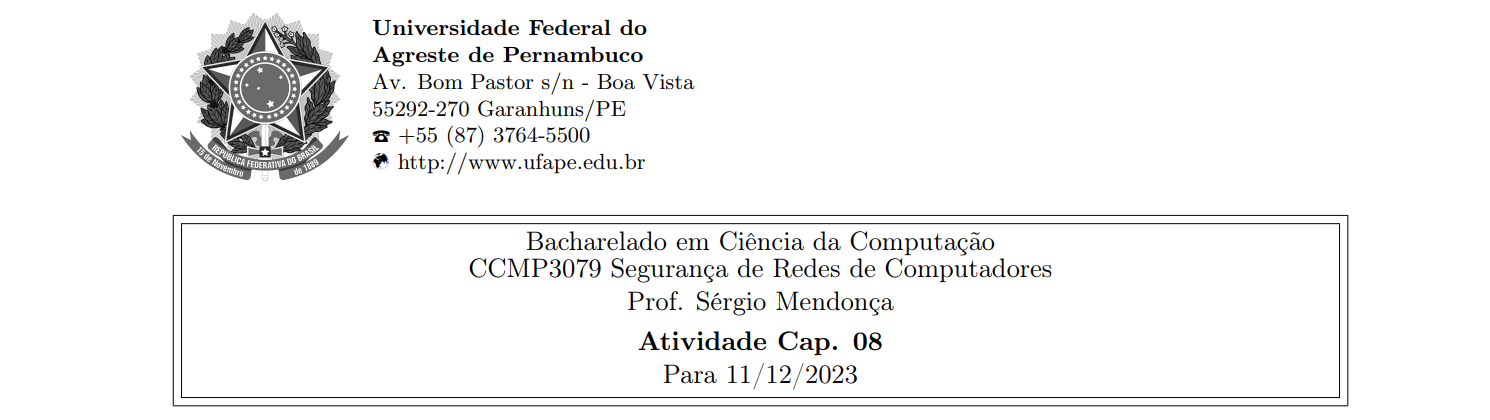 Universidade Federal do
Agreste de Pernambuco
Av. Bom Pastor s/n - Boa Vista
55292-270 Garanhuns/PE
☎ +55 (87) 3764-5500
http://www.ufape.edu.br
REPÚBLICA FEDERATIVA DO BRASIL
15 de Novembro
de 1889
Bacharelado em Ciência da Computação
CCMP3079 Segurança de Redes de Computadores
Prof. Sérgio Mendonça
Atividade Cap. 08
Para 11/12/2023